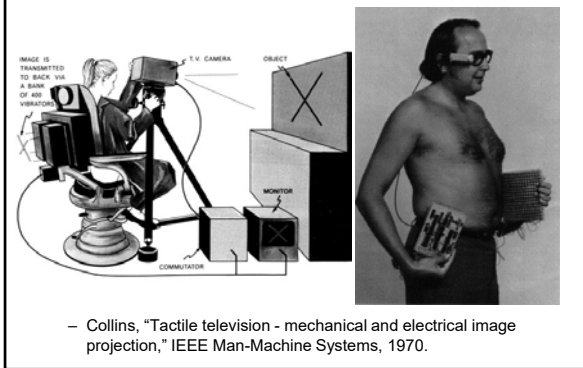 IMAGE IS
TRANSMITTED
TO BACK VIA
A BANK
OF 400
VIBRATORS
T.V. CAMERA
OBJECT
MONITOR
COMMUTATOR
– Collins, “Tactile television - mechanical and electrical image
projection,” IEEE Man-Machine Systems, 1970.